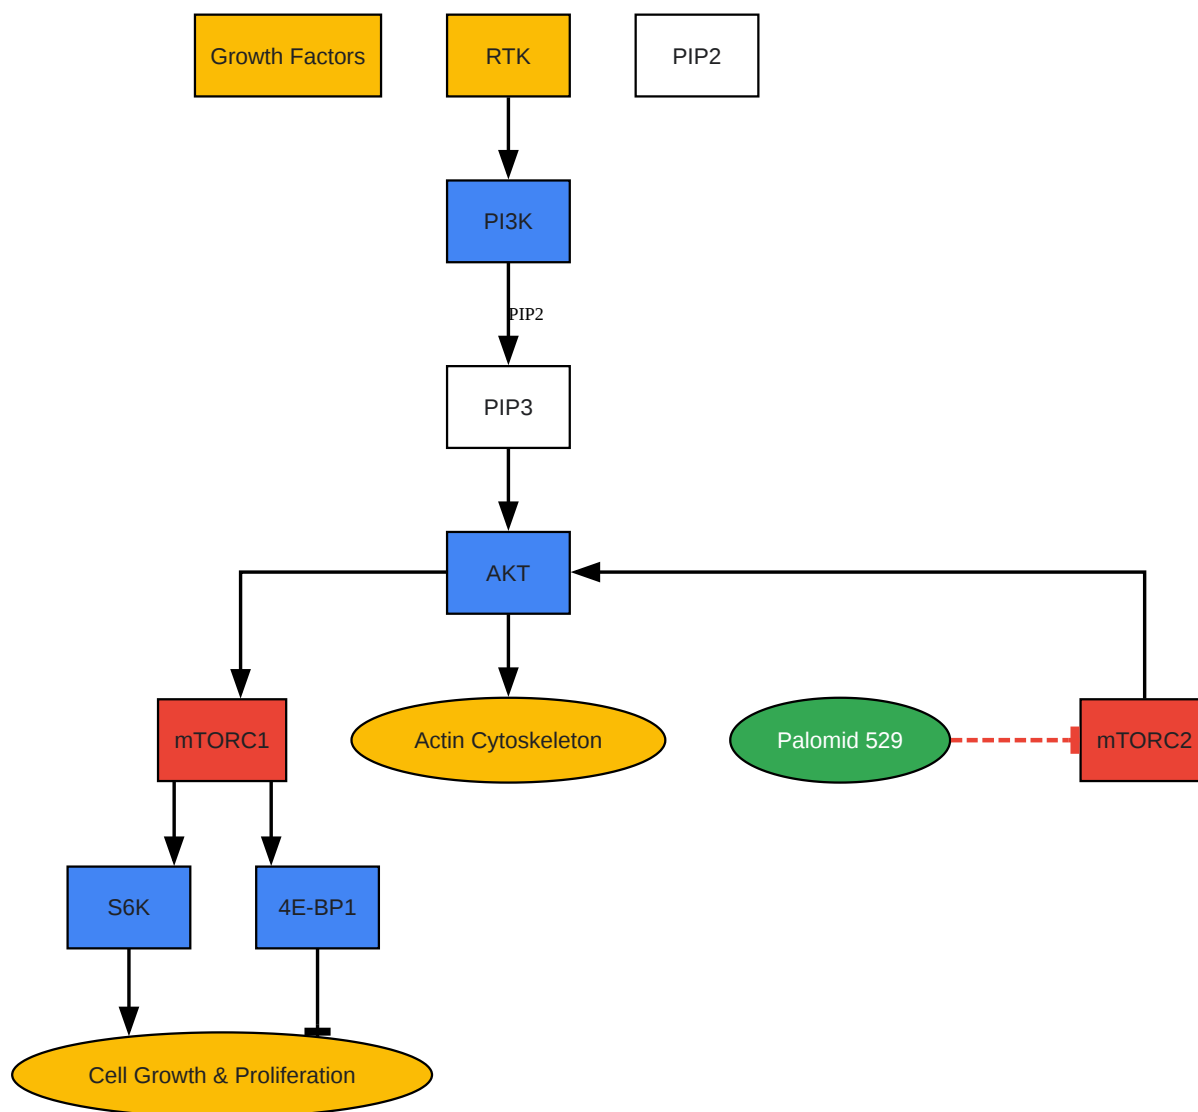 Growth Factors
RTK
PIP2
PI3K
PIP2
PIP3
AKT
mTORC1
Actin Cytoskeleton
Palomid 529
mTORC2
S6K
4E-BP1
Cell Growth & Proliferation